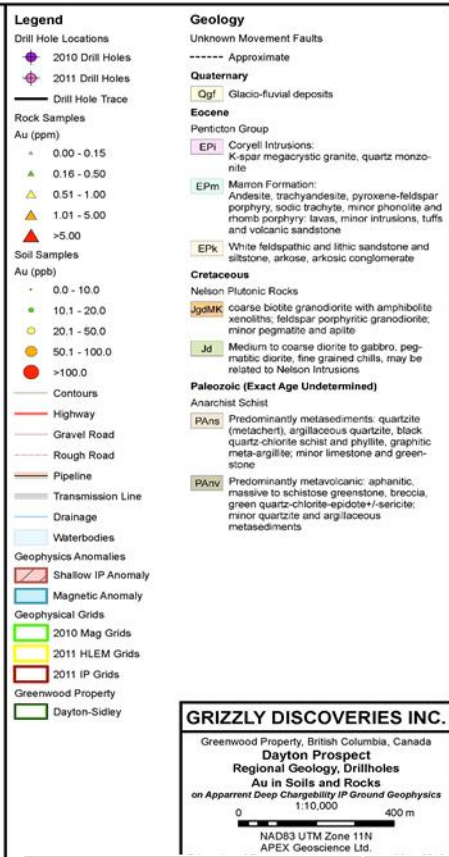 Legend
Drill Hole Locations
2010 Drill Holes
2011 Drill Holes
Drill Hole Trace
Rock Samples
Au (ppm)
0.00 - 0.15
0.16 - 0.50
0.51 - 1.00
1.01 - 5.00
>5.00
Soil Samples
Au (ppb)
0.0 - 10.0
10.1 - 20.0
20.1 - 50.0
50.1 - 100.0
>100.0
Contours
Highway
Gravel Road
Rough Road
Pipeline
Transmission Line
Drainage
Waterbodies
Geophysics Anomalies
Shallow IP Anomaly
Magnetic Anomaly
Geophysical Grids
2010 Mag Grids
2011 HLEM Grids
2011 IP Grids
Greenwood Property
Dayton-Sidley
Geology
Unknown Movement Faults
Approximate
Quaternary
Qgf Glacio-fluvial deposits
Eocene
Penticton Group
EPi Coryell Intrusions:
K-spar megacrystic granite, quartz monzo-
nite
EPm Marron Formation:
Andesite, trachyandesite, pyroxene-feldspar
porphyry, sodic trachyte, minor phonolite and
rhomb porphyry: lavas, minor intrusions, tuffs
and volcanic sandstone
EPk White feldspathic and lithic sandstone and
siltstone, arkose, arkosic conglomerate
Cretaceous
Nelson Plutonic Rocks
JgdMK coarse biotite granodiorite with amphibolite
xenoliths; feldspar porphyritic granodiorite;
minor pegmatite and aplite
Jd Medium to coarse diorite to gabbro, peg-
matitic diorite, fine grained chills, may be
related to Nelson Intrusions
Paleozoic (Exact Age Undetermined)
Anarchist Schist
PAns Predominantly metasediments: quartzite
(metachert), argillaceous quartzite, black
quartz-chlorite schist and phyllite, graphitic
meta-argillite; minor limestone and green-
stone
PAnv Predominantly metavolcanic: aphanitic,
massive to schistose greenstone, breccia,
green quartz-chlorite-epidote+/-sericite;
minor quartzite and argillaceous
metasediments
GRIZZLY DISCOVERIES INC.
Greenwood Property, British Columbia, Canada
Dayton Prospect
Regional Geology, Drillholes
Au in Soils and Rocks
on Apparrent Deep Chargebility IP Ground Geophysics
1:10,000
0 400 m
NAD83 UTM Zone 11N
APEX Geoscience Ltd.